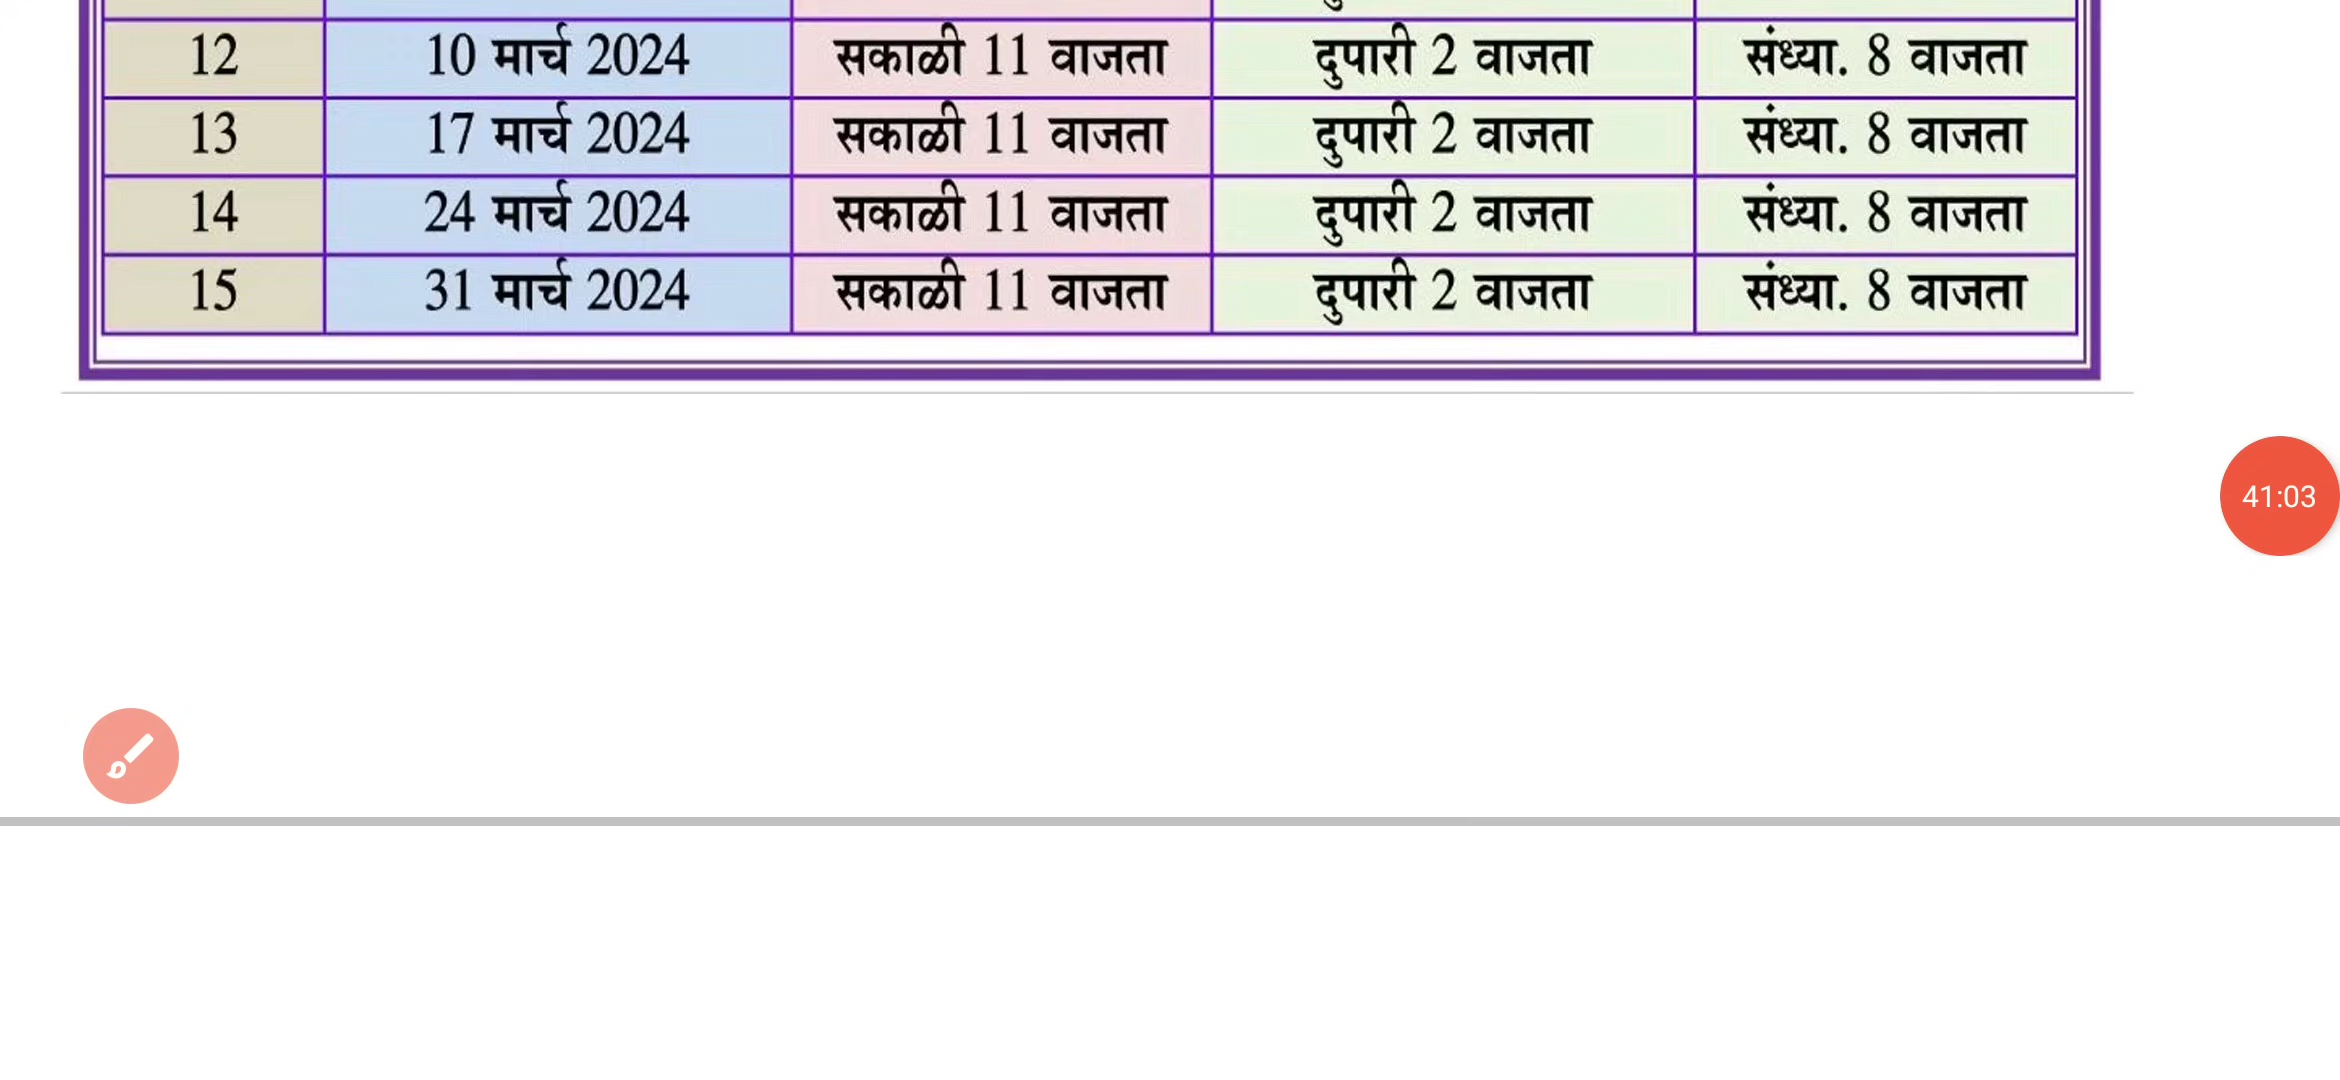 12 10 मार्च 2024 सकाळी 11 वाजता दुपारी 2 वाजता संध्या. 8 वाजता
13 17 मार्च 2024 सकाळी 11 वाजता दुपारी 2 वाजता संध्या. 8 वाजता
14 24 मार्च 2024 सकाळी 11 वाजता दुपारी 2 वाजता संध्या. 8 वाजता
15 31 मार्च 2024 सकाळी 11 वाजता दुपारी 2 वाजता संध्या. 8 वाजता
41:03